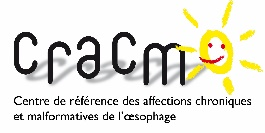 cracmo
Centre de référence des affections chroniques
et malformatives de l'œsophage